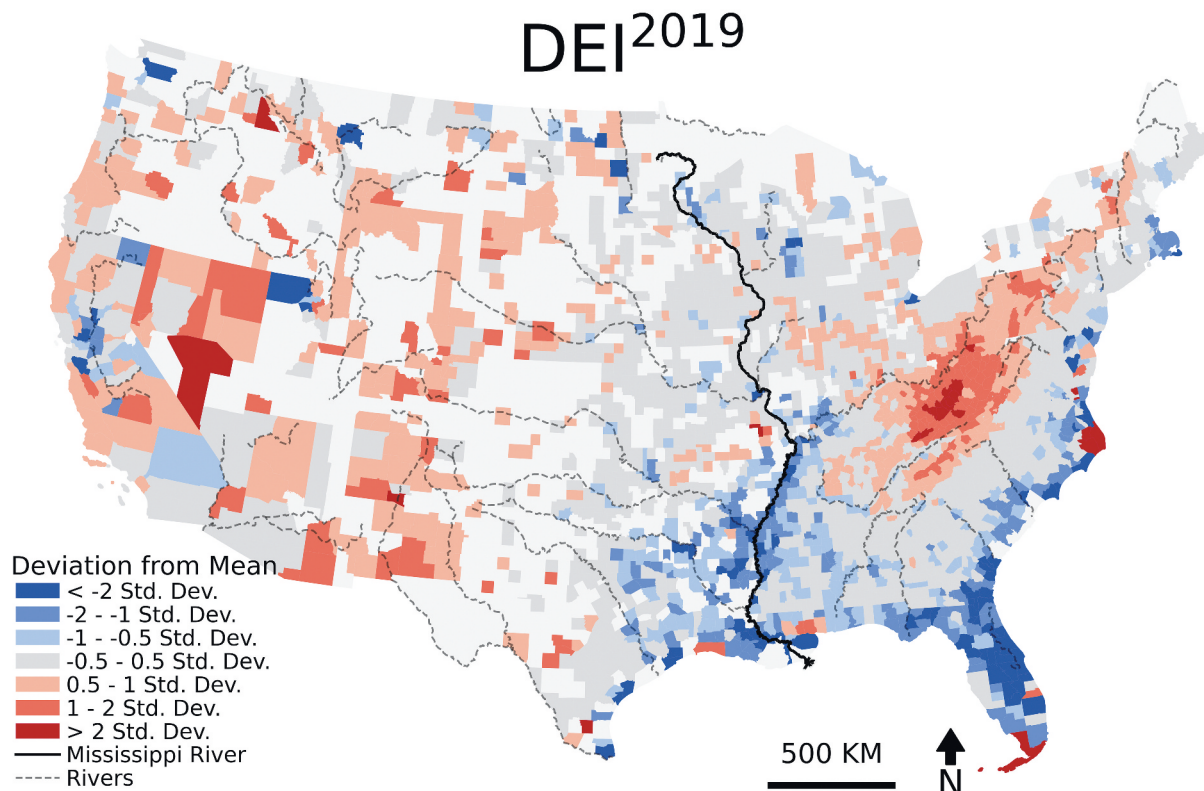 DEI²⁰¹⁹
Deviation from Mean
< -2 Std. Dev.
-2 - -1 Std. Dev.
-1 - -0.5 Std. Dev.
-0.5 - 0.5 Std. Dev.
0.5 - 1 Std. Dev.
1 - 2 Std. Dev.
> 2 Std. Dev.
Mississippi River
Rivers
500 KM
N